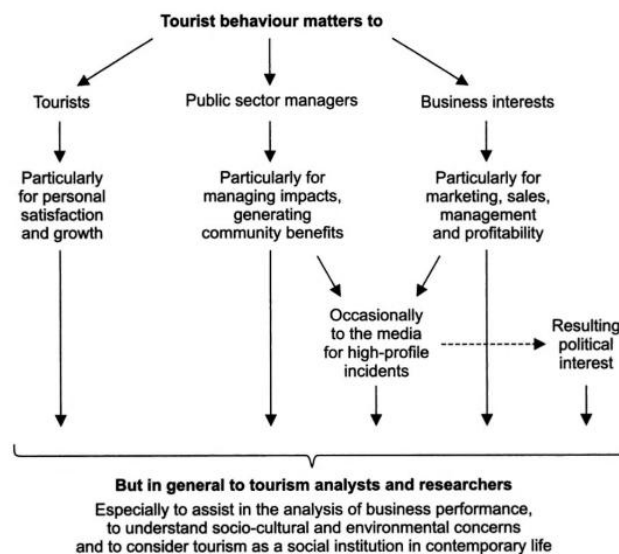 Tourist behaviour matters to
Tourists
Public sector managers
Business interests
Particularly
for personal
satisfaction
and growth
Particularly for
managing impacts,
generating
community benefits
Particularly for
marketing, sales,
management
and profitability
Occasionally
to the media
for high-profile
incidents
Resulting
political
interest
But in general to tourism analysts and researchers
Especially to assist in the analysis of business performance,
to understand socio-cultural and environmental concerns
and to consider tourism as a social institution in contemporary life